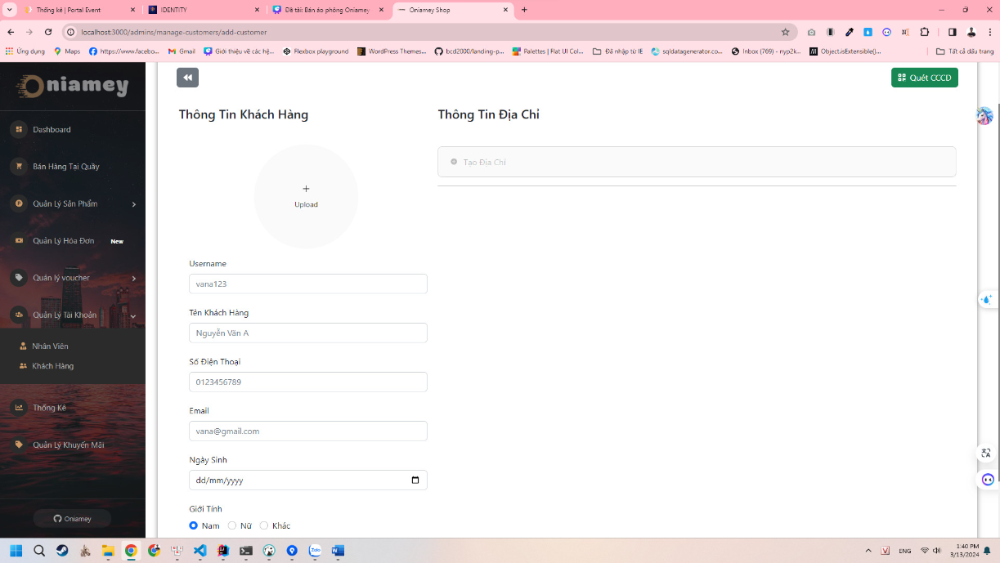 Thống kê | Portal Event
IDENTITY
Đề tài: Bán áo phông Oniamey
Oniamey Shop
localhost:3000/admins/manage-customers/add-customer
Ứng dụng
Maps
https://www.facebo...
Gmail
Giới thiệu về các hệ...
Flexbox playground
WordPress Themes...
bcd2000/landing-p...
Palettes | Flat UI Col...
Đã nhập từ IE
sqldatagenerator.co...
Inbox (769) - nyp2k...
Object.isExtensible()...
Tất cả dấu trang
Oniamey
Quét CCCD
Thông Tin Khách Hàng
Thông Tin Địa Chỉ
Dashboard
Tạo Địa Chỉ
Bán Hàng Tại Quầy
Upload
Quản Lý Sản Phẩm
Quản Lý Hóa Đơn
New
Username
vana123
Quản lý voucher
Tên Khách Hàng
Quản Lý Tài Khoản
Nguyễn Văn A
Nhân Viên
Số Điện Thoại
Khách Hàng
0123456789
Thống Kê
Email
vana@gmail.com
Quản Lý Khuyến Mãi
Ngày Sinh
dd/mm/yyyy
Giới Tính
Oniamey
Nam
Nữ
Khác
ENG
1:40 PM
3/13/2024